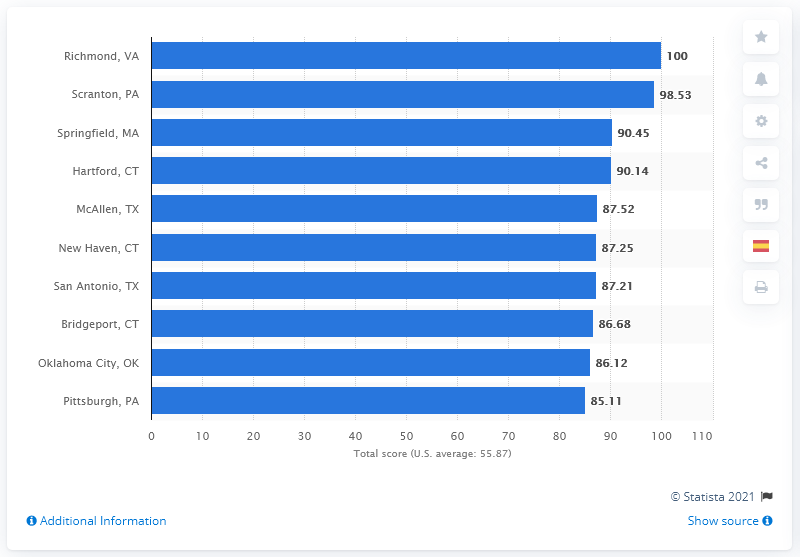 Richmond, VA 100
Scranton, PA 98.53
Springfield, MA 90.45
Hartford, CT 90.14
McAllen, TX 87.52
New Haven, CT 87.25
San Antonio, TX 87.21
Bridgeport, CT 86.68
Oklahoma City, OK 86.12
Pittsburgh, PA 85.11
0 10 20 30 40 50 60 70 80 90 100 110
Total score (U.S. average: 55.87)
© Statista 2021
Additional Information Show source